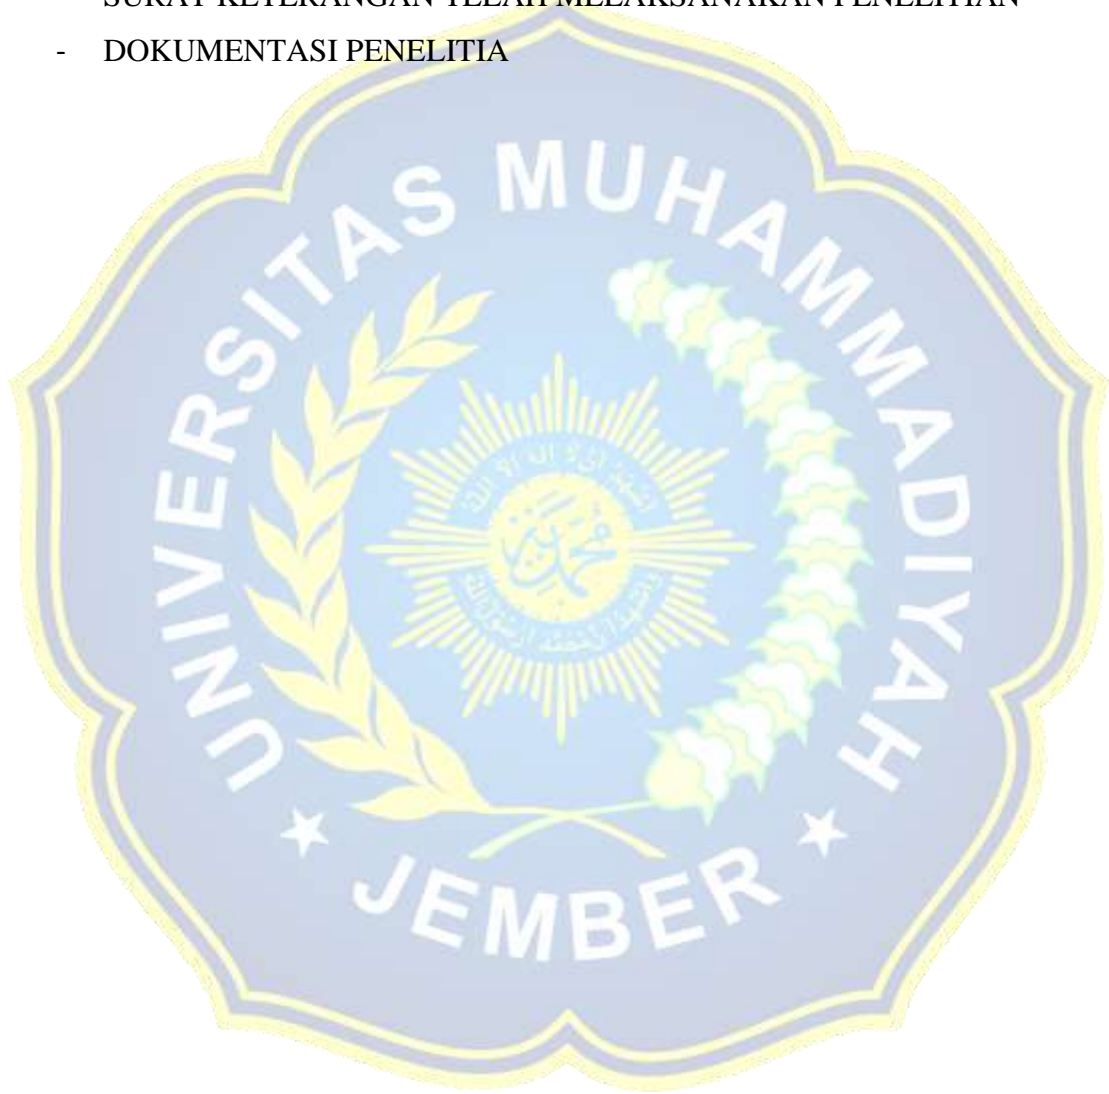 SURAT KETERANGAN TELAH MELAKSANAKAN PENELITIAN
- DOKUMENTASI PENELITIA
UNIVERSITAS MUHAMMADIYAH
JEMBER